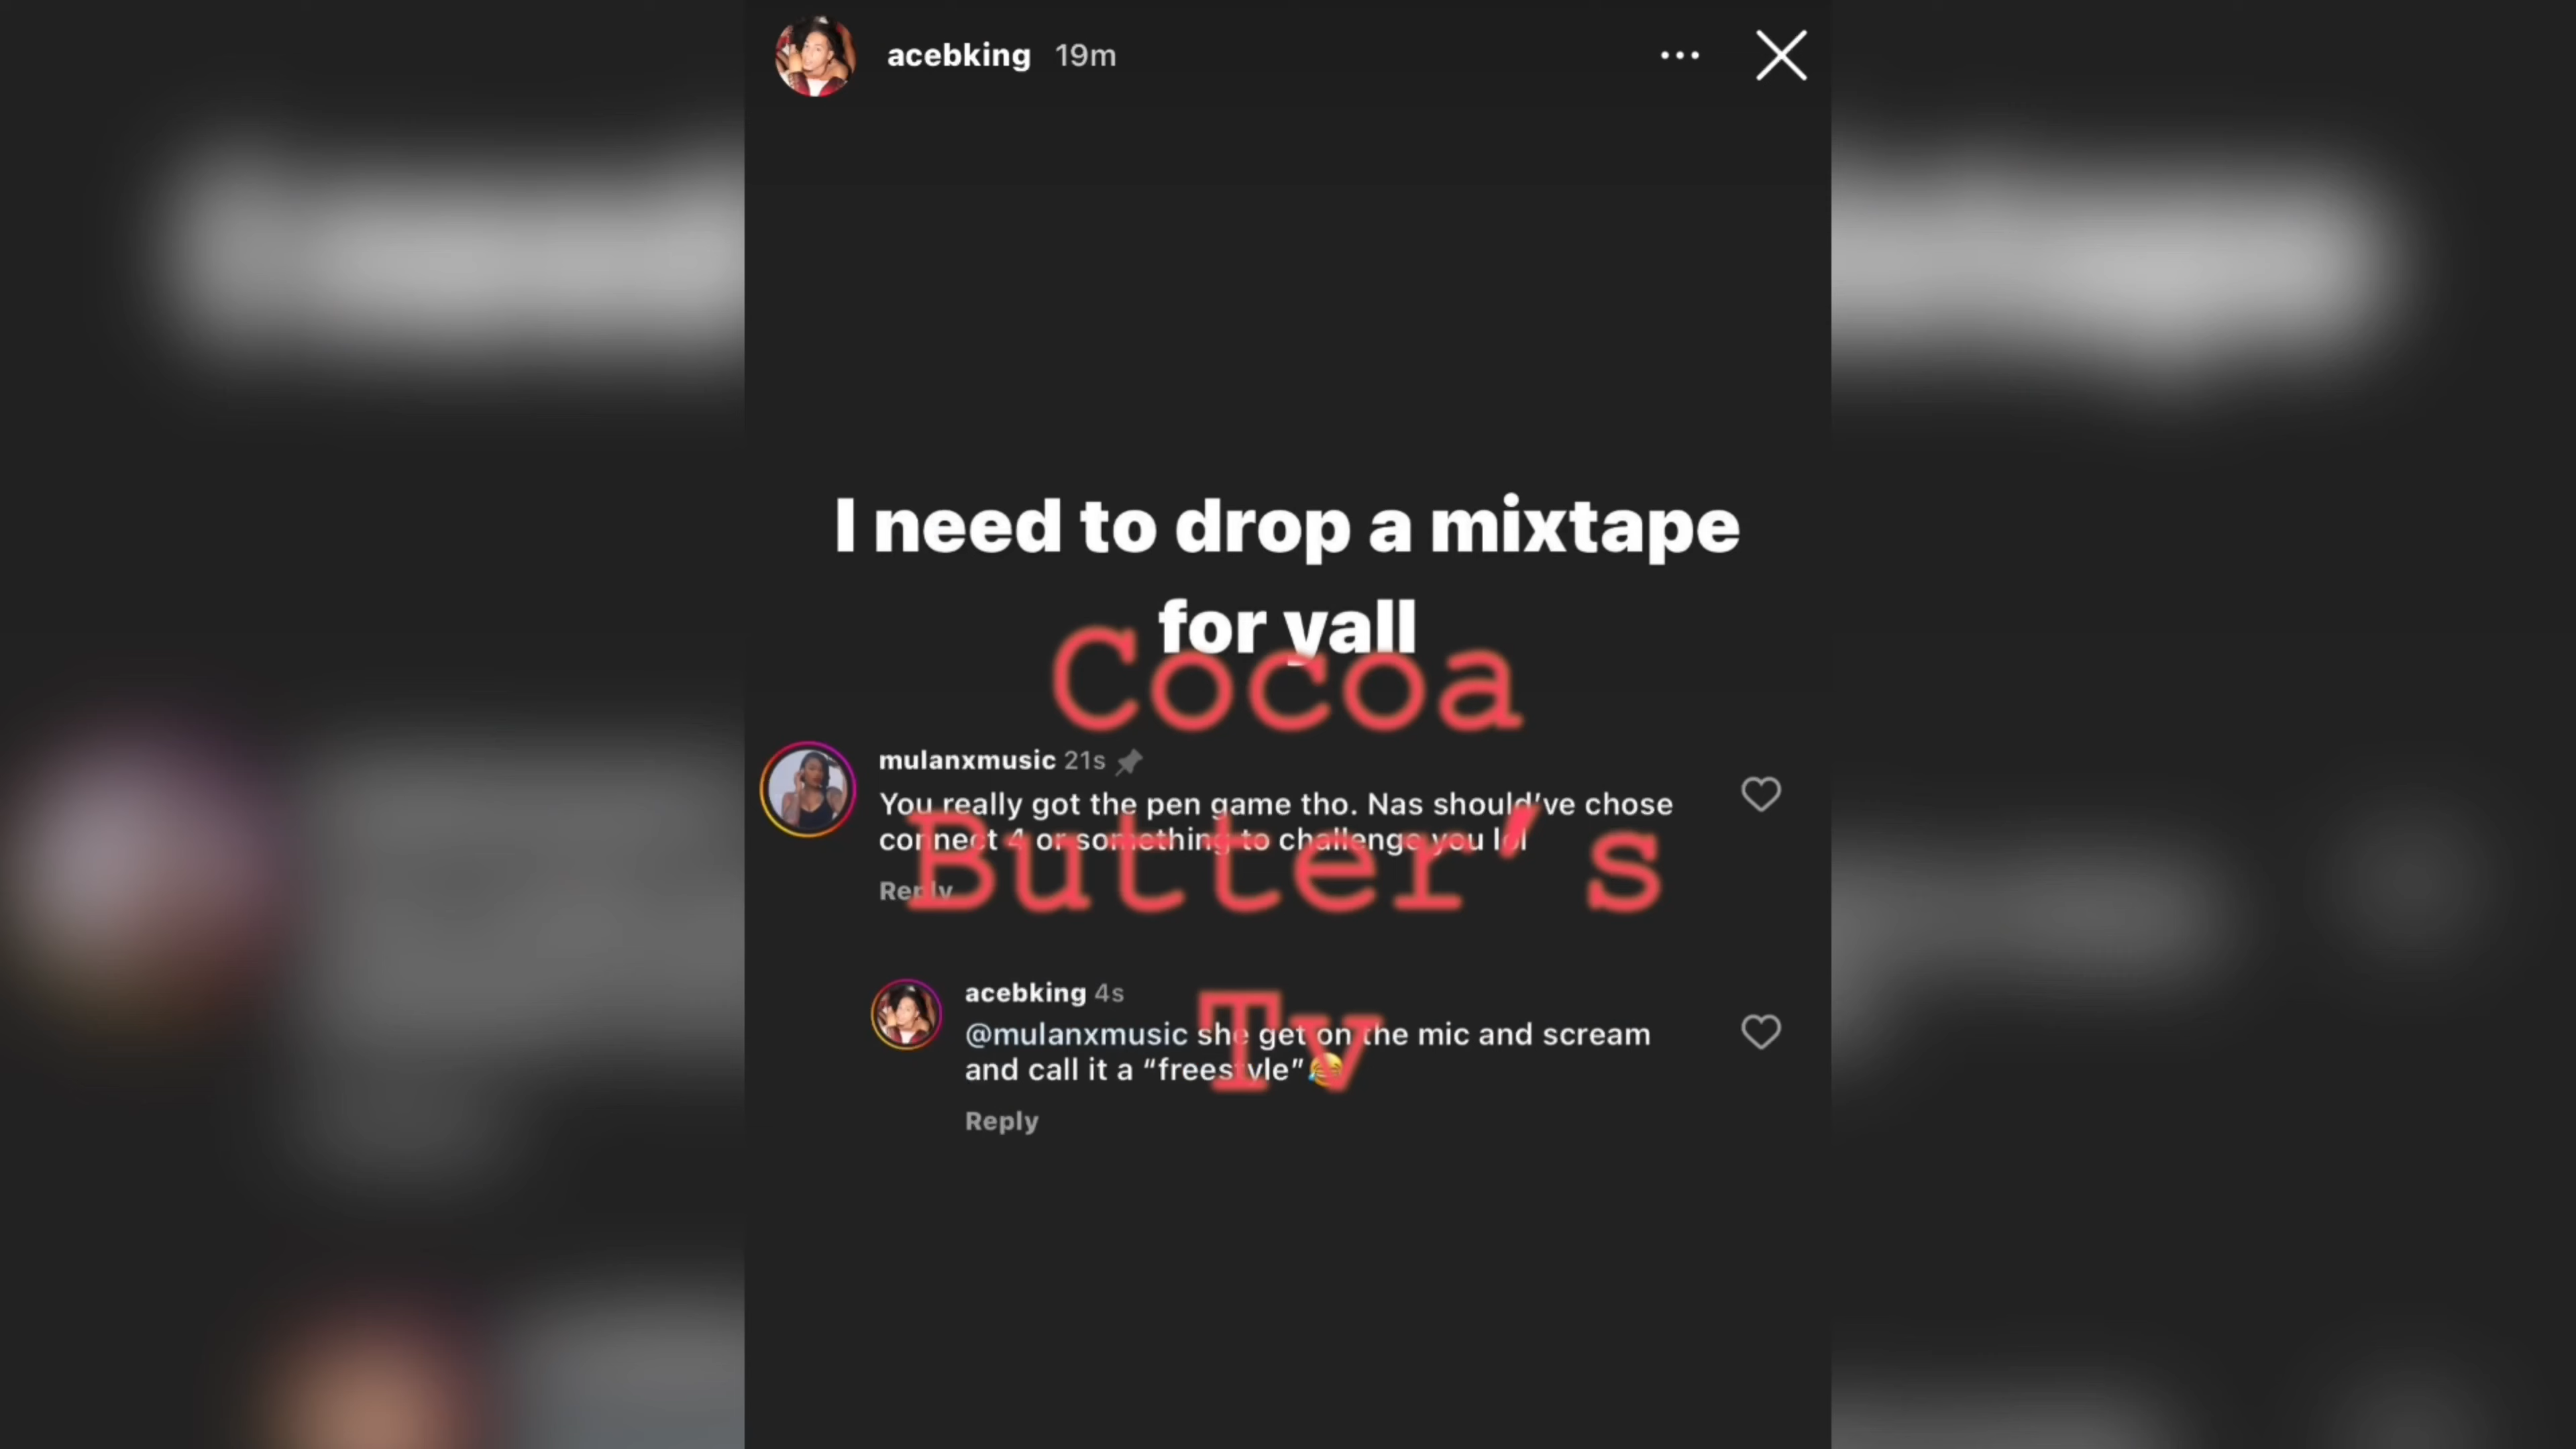 acebking 19m
I need to drop a mixtape
for yall
Cocoa
mulanxmusic 21s
You really got the pen game tho. Nas should’ve chose
connect 4 or something to challenge you lol
Butter’s
Reply
acebking 4s
Tv
@mulanxmusic she get on the mic and scream
and call it a “freestyle”😂
Reply